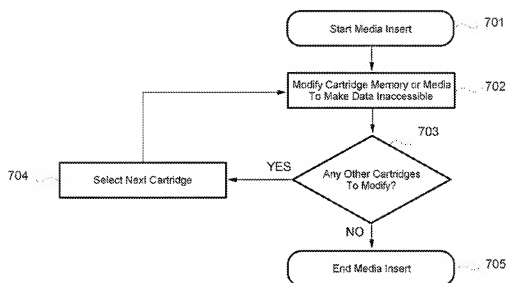 701
Start Media Insert
Modify Cartridge Memory or Media
To Make Data Inaccessible
702
703
704
Select Next Cartridge
YES
Any Other Cartridges
To Modify?
NO
End Media Insert
705